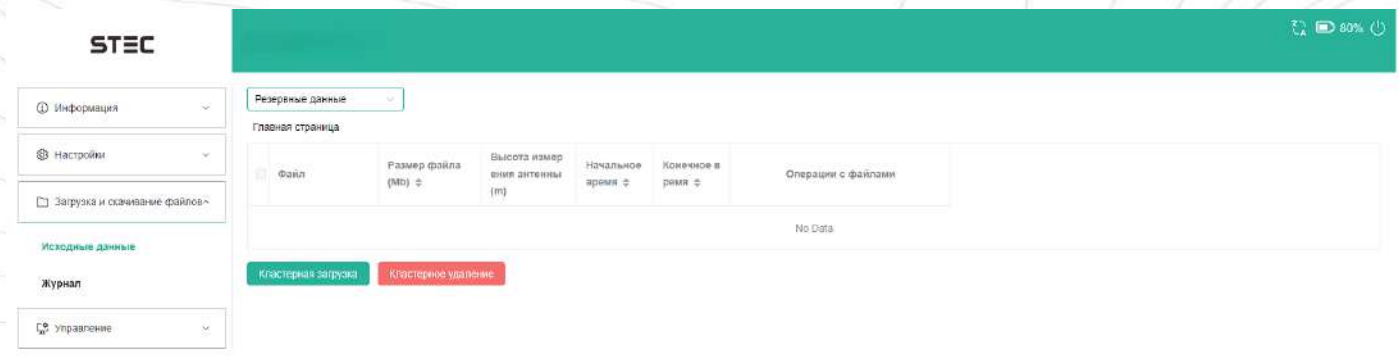 STEC
80%
Информация
Настройки
Загрузка и скачивание файлов
Исходные данные
Журнал
Управление
Резервные данные
Главная страница
Файл
Размер файла
(Mb)
Высота измер
ения антенны
(m)
Начальное
время
Конечное в
ремя
Операции с файлами
No Data
Кластерная загрузка
Кластерное удаление